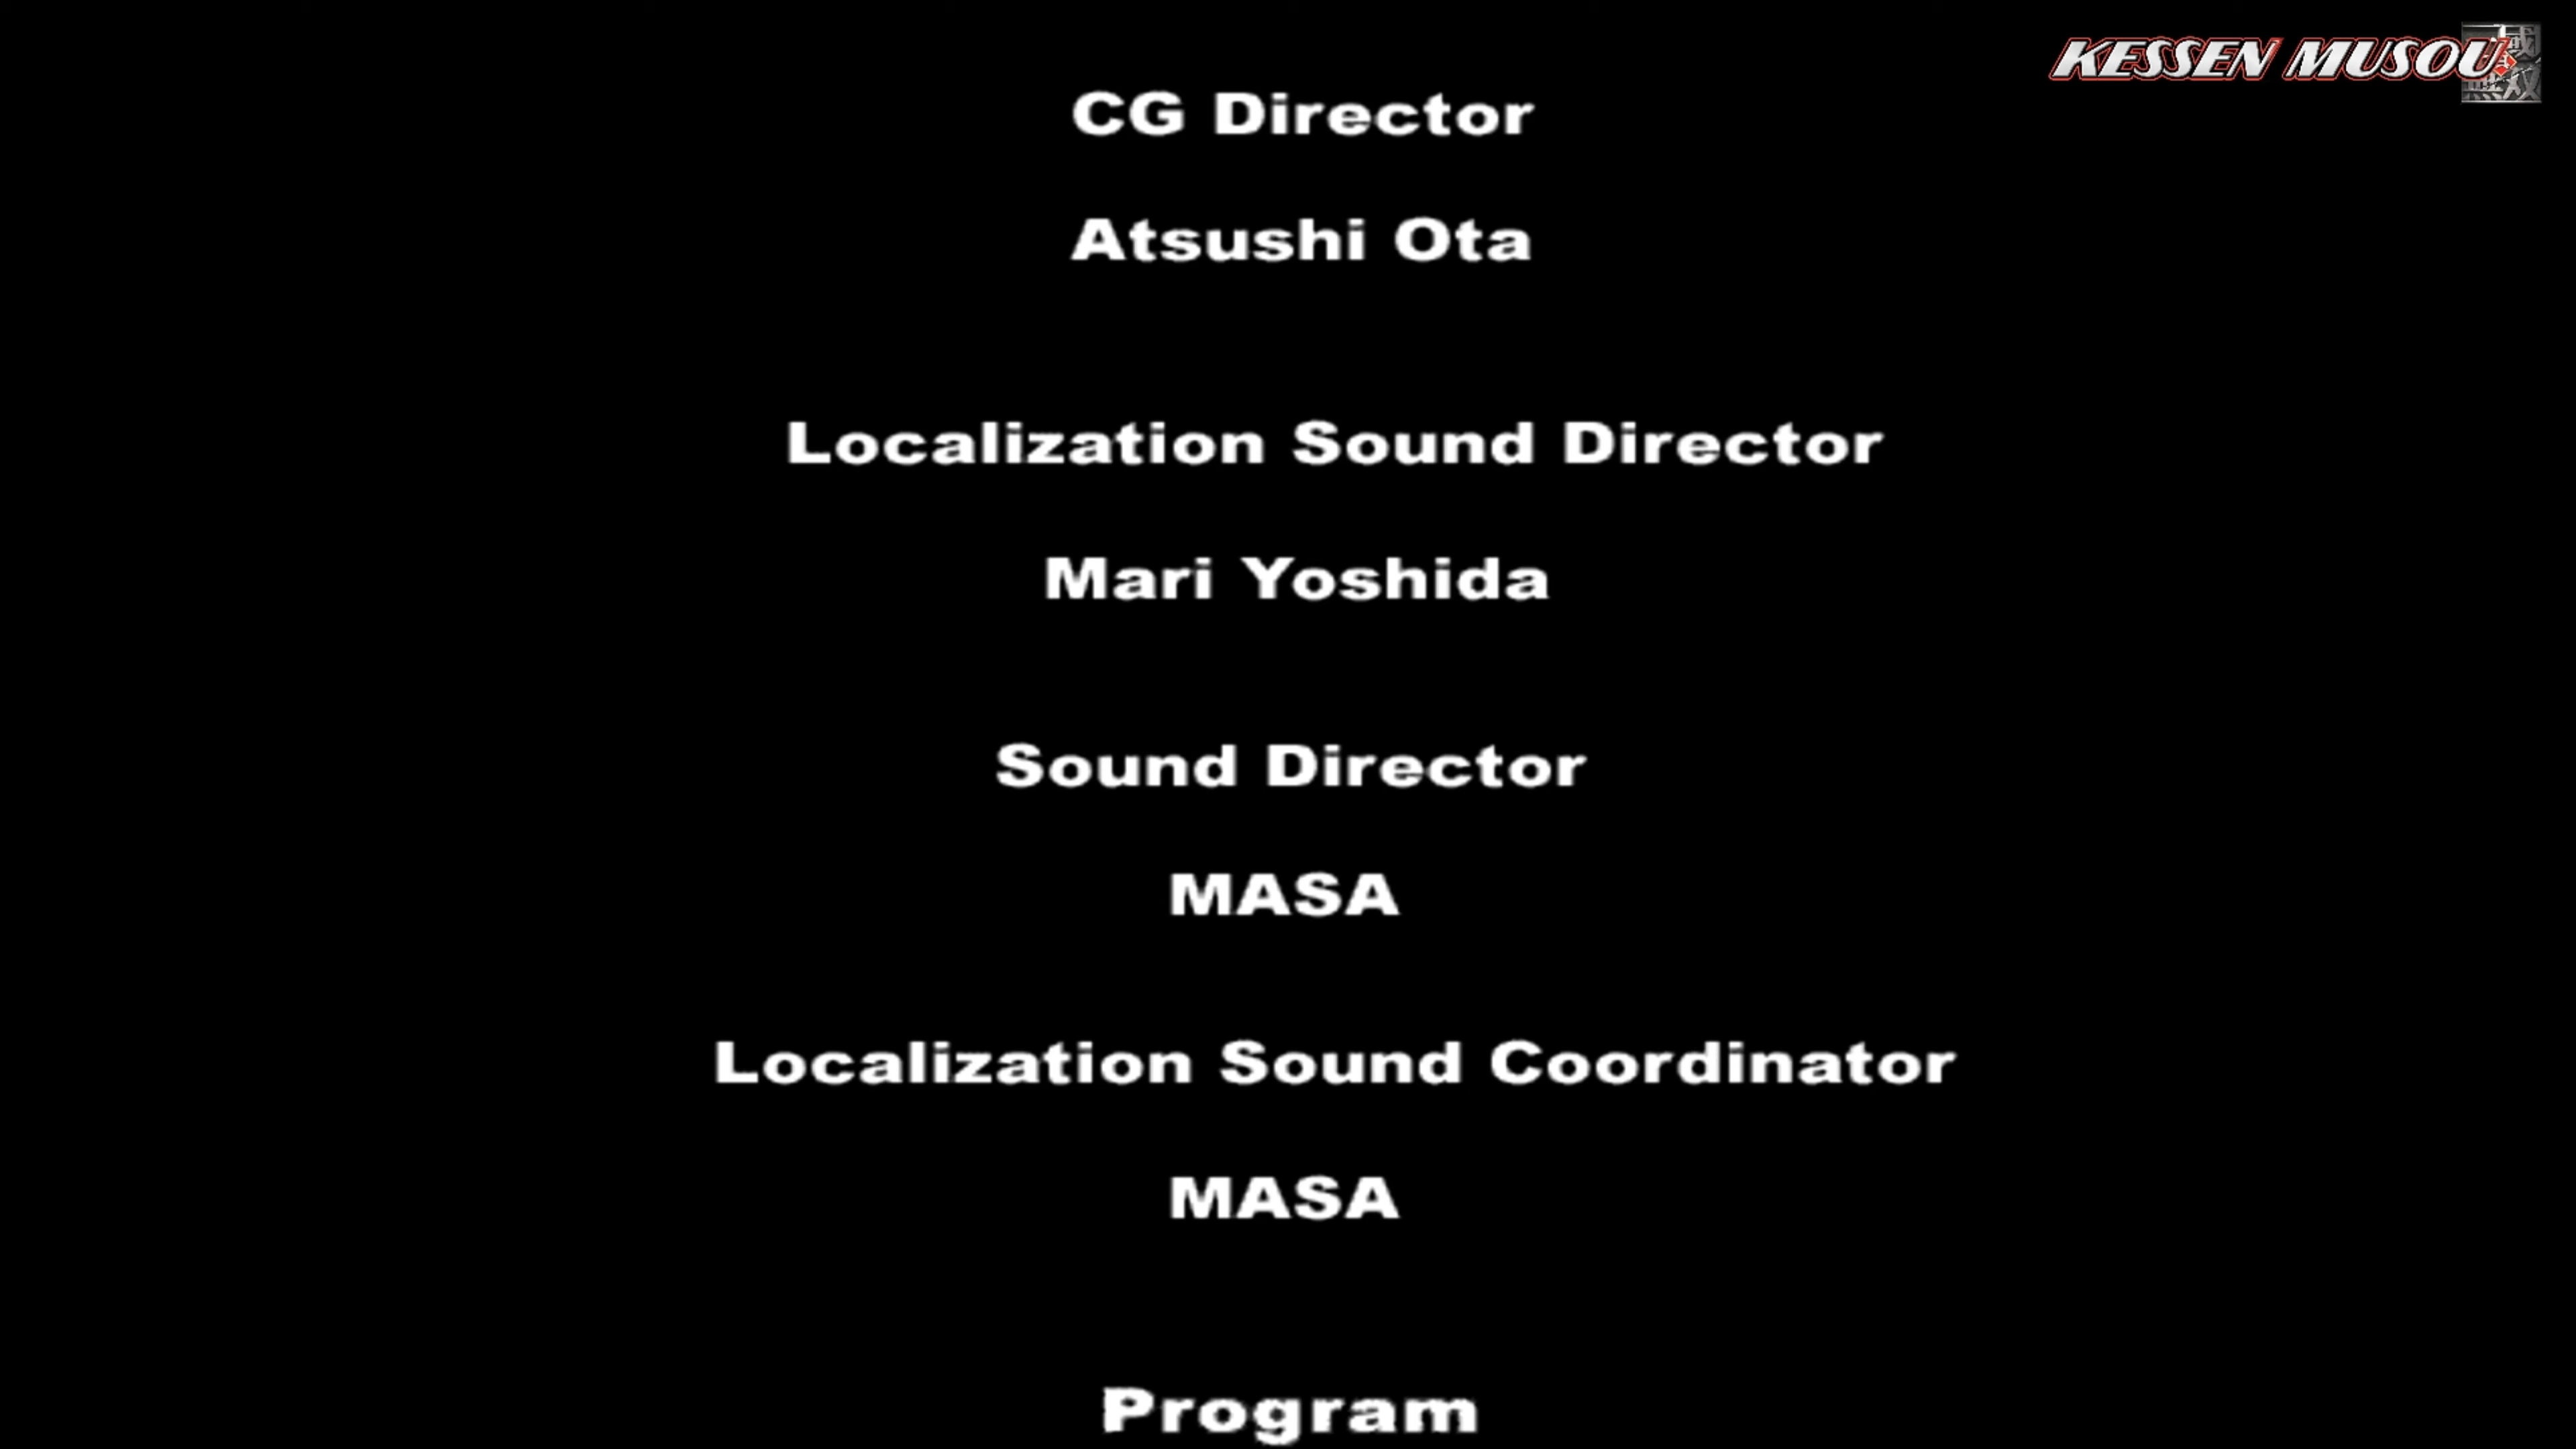 KESSEN MUSOU
CG Director
Atsushi Ota
Localization Sound Director
Mari Yoshida
Sound Director
MASA
Localization Sound Coordinator
MASA
Program